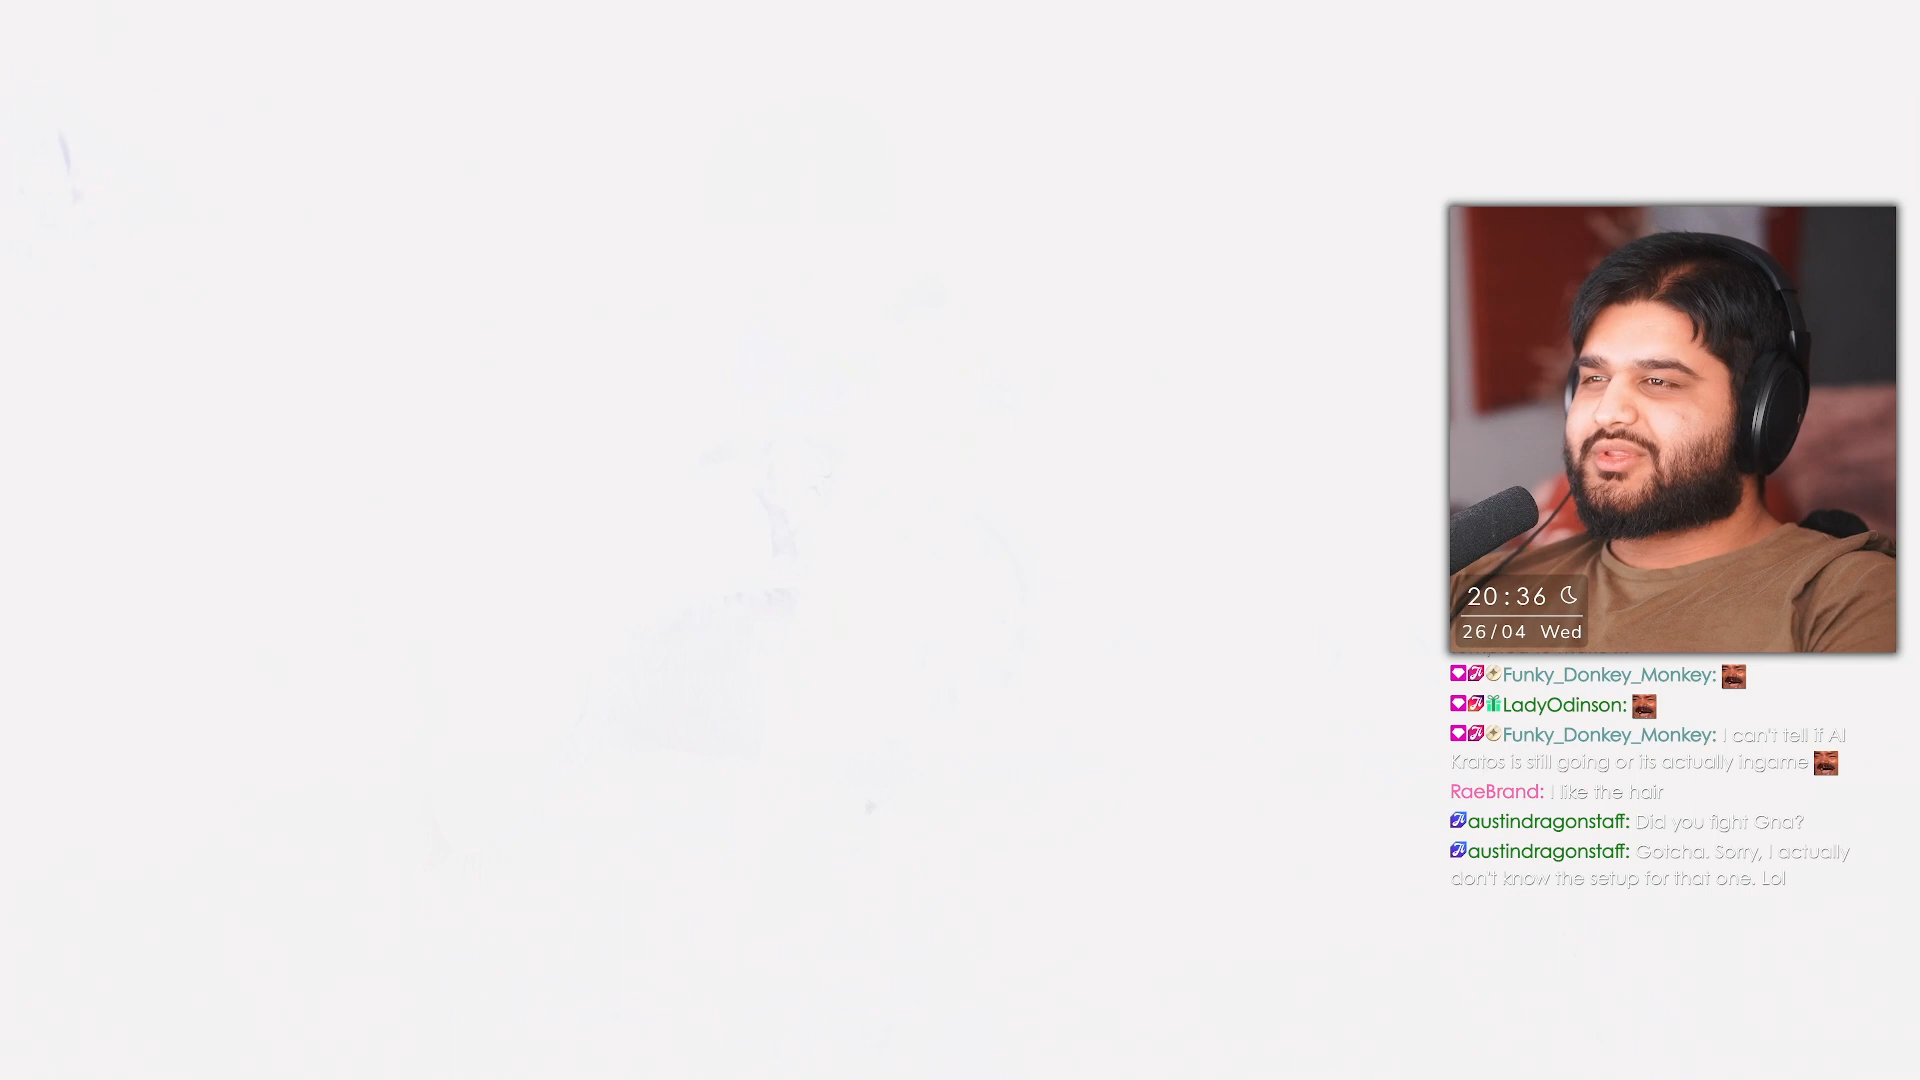 20:36
26/04 Wed
Funky_Donkey_Monkey:
LadyOdinson:
Funky_Donkey_Monkey: I can't tell if AI
Kratos is still going or its actually ingame
RaeBrand: I like the hair
austindragonstaff: Did you fight Gna?
austindragonstaff: Gotcha. Sorry, I actually
don't know the setup for that one. Lol